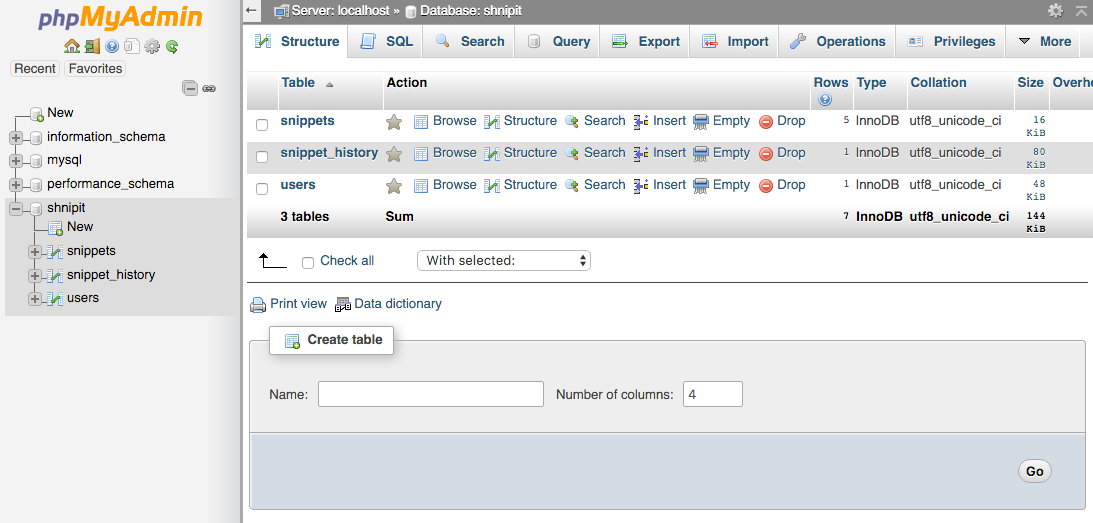 phpMyAdmin
Recent Favorites
New
information_schema
mysql
performance_schema
shnipit
New
snippets
snippet_history
users
Server: localhost » Database: shnipit
Structure SQL Search Query Export Import Operations Privileges More
Table Action Rows Type Collation Size Overhe
snippets Browse Structure Search Insert Empty Drop 5 InnoDB utf8_unicode_ci 16 KiB
snippet_history Browse Structure Search Insert Empty Drop 1 InnoDB utf8_unicode_ci 80 KiB
users Browse Structure Search Insert Empty Drop 1 InnoDB utf8_unicode_ci 48 KiB
3 tables Sum 7 InnoDB utf8_unicode_ci 144 KiB
Check all With selected:
Print view Data dictionary
Create table
Name: Number of columns: 4
Go